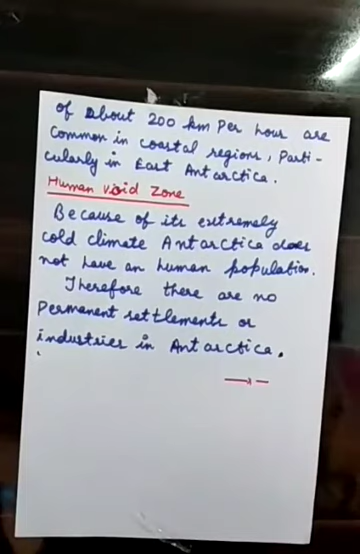 of about 200 km Per hour are
common in coastal regions, Parti-
cularly in East Antarctica.
Human Void Zone
Because of its extremely
cold climate Antarctica does
not have an human population.
Therefore there are no
Permanent settlements or
industries in Antarctica.